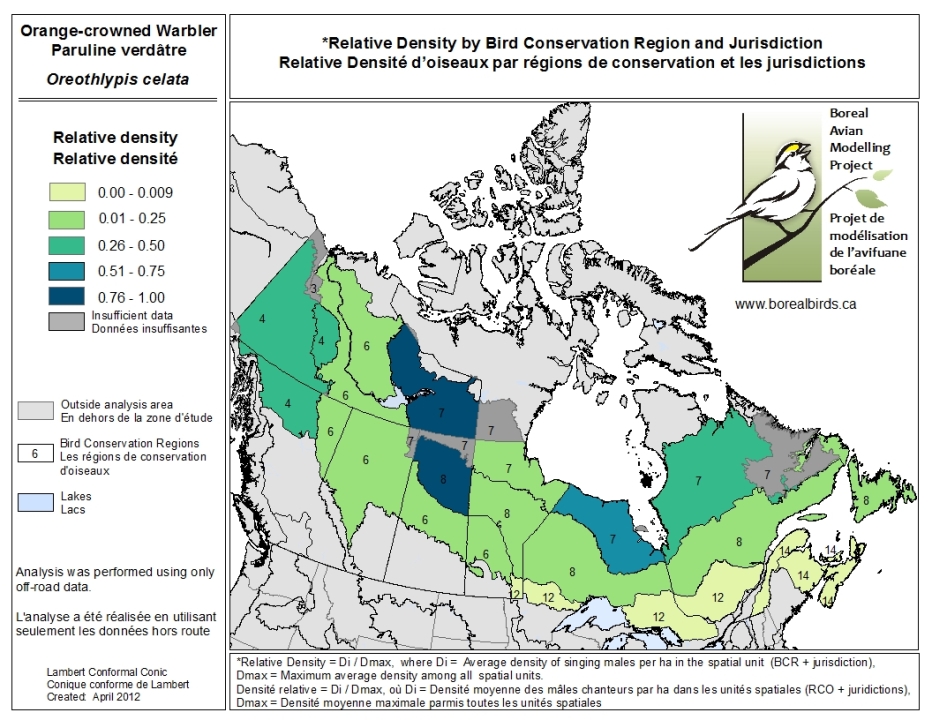 Orange-crowned Warbler
Paruline verdâtre
Oreothlypis celata
*Relative Density by Bird Conservation Region and Jurisdiction
Relative Densité d'oiseaux par régions de conservation et les jurisdictions
Relative density
Relative densité
0.00 - 0.009
0.01 - 0.25
0.26 - 0.50
0.51 - 0.75
0.76 - 1.00
Insufficient data
Données insuffisantes
Outside analysis area
En dehors de la zone d'étude
6
Bird Conservation Regions
Les régions de conservation
d'oiseaux
Lakes
Lacs
Analysis was performed using only
off-road data.
L'analyse a été réalisée en utilisant
seulement les données hors route
Lambert Conformal Conic
Conique conforme de Lambert
Created: April 2012
Boreal
Avian
Modelling
Project
Projet de
modélisation
de l'avifuane
boréale
www.borealbirds.ca
3
4
4
6
4
6
6
6
7
7
7
7
8
7
6
8
6
7
8
7
8
7
8
12
12
12
14
14
14
*Relative Density = Di / Dmax, where Di = Average density of singing males per ha in the spatial unit (BCR + jurisdiction),
Dmax = Maximum average density among all spatial units.
Densité relative = Di / Dmax, où Di = Densité moyenne des mâles chanteurs par ha dans les unités spatiales (RCO + juridictions),
Dmax = Densité moyenne maximale parmis toutes les unités spatiales